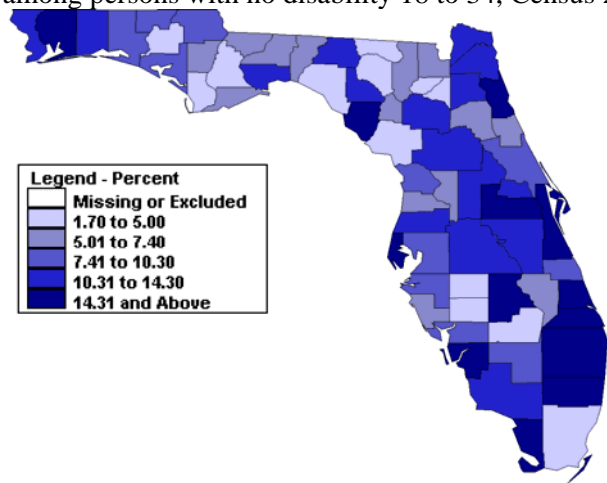 among persons with no disability 18 to 34, Census
Legend - Percent
Missing or Excluded
1.70 to 5.00
5.01 to 7.40
7.41 to 10.30
10.31 to 14.30
14.31 and Above